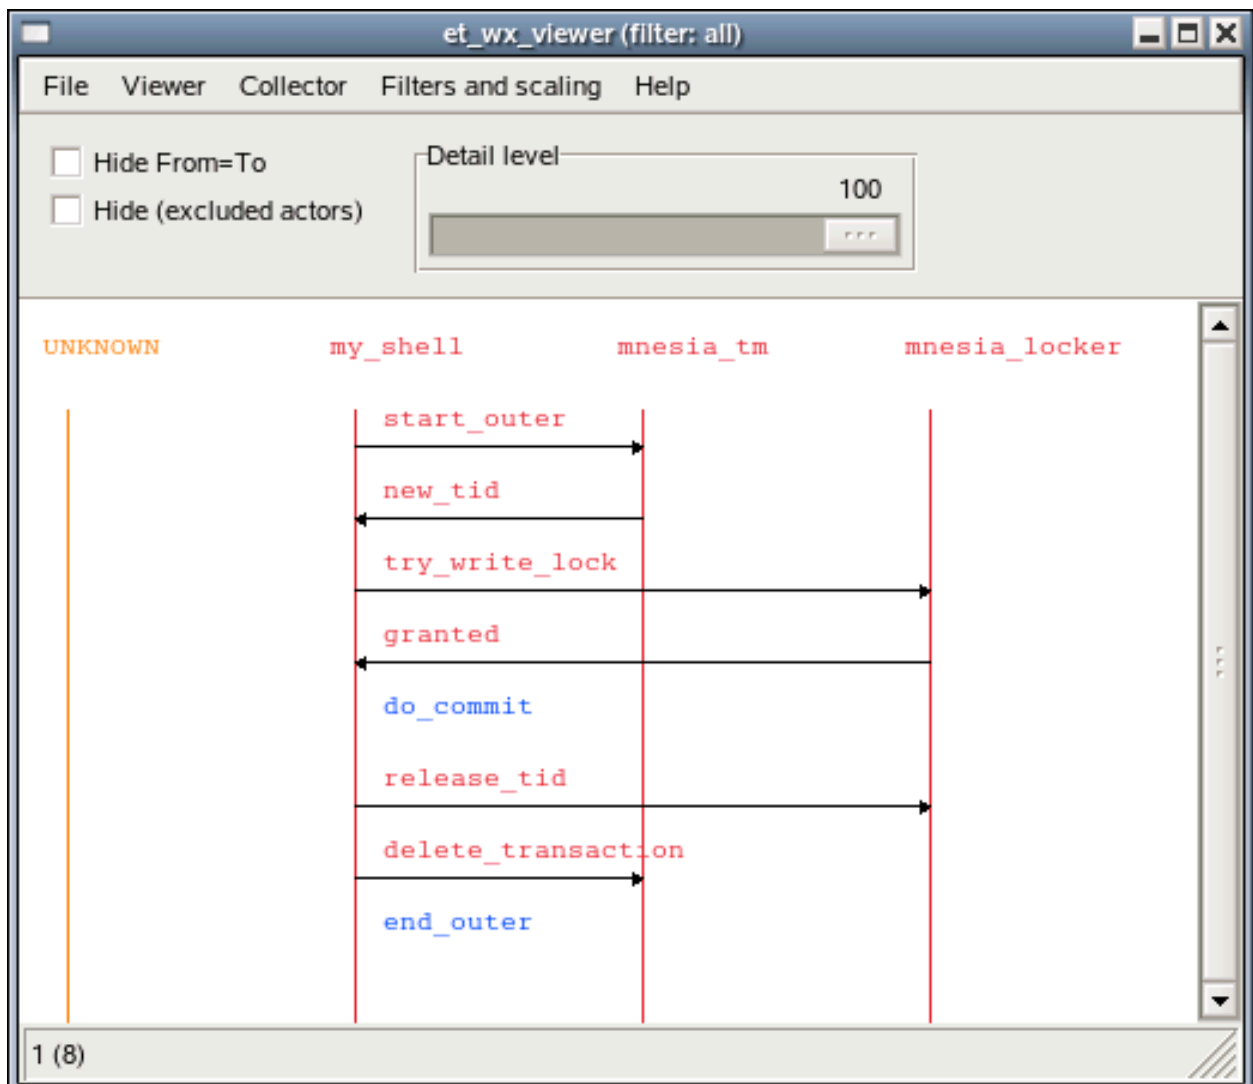 et_wx_viewer (filter: all)
File Viewer Collector Filters and scaling Help
Hide From=To
Hide (excluded actors)
Detail level
100
UNKNOWN my_shell mnesia_tm mnesia_locker
start_outer
new_tid
try_write_lock
granted
do_commit
release_tid
delete_transaction
end_outer
1 (8)